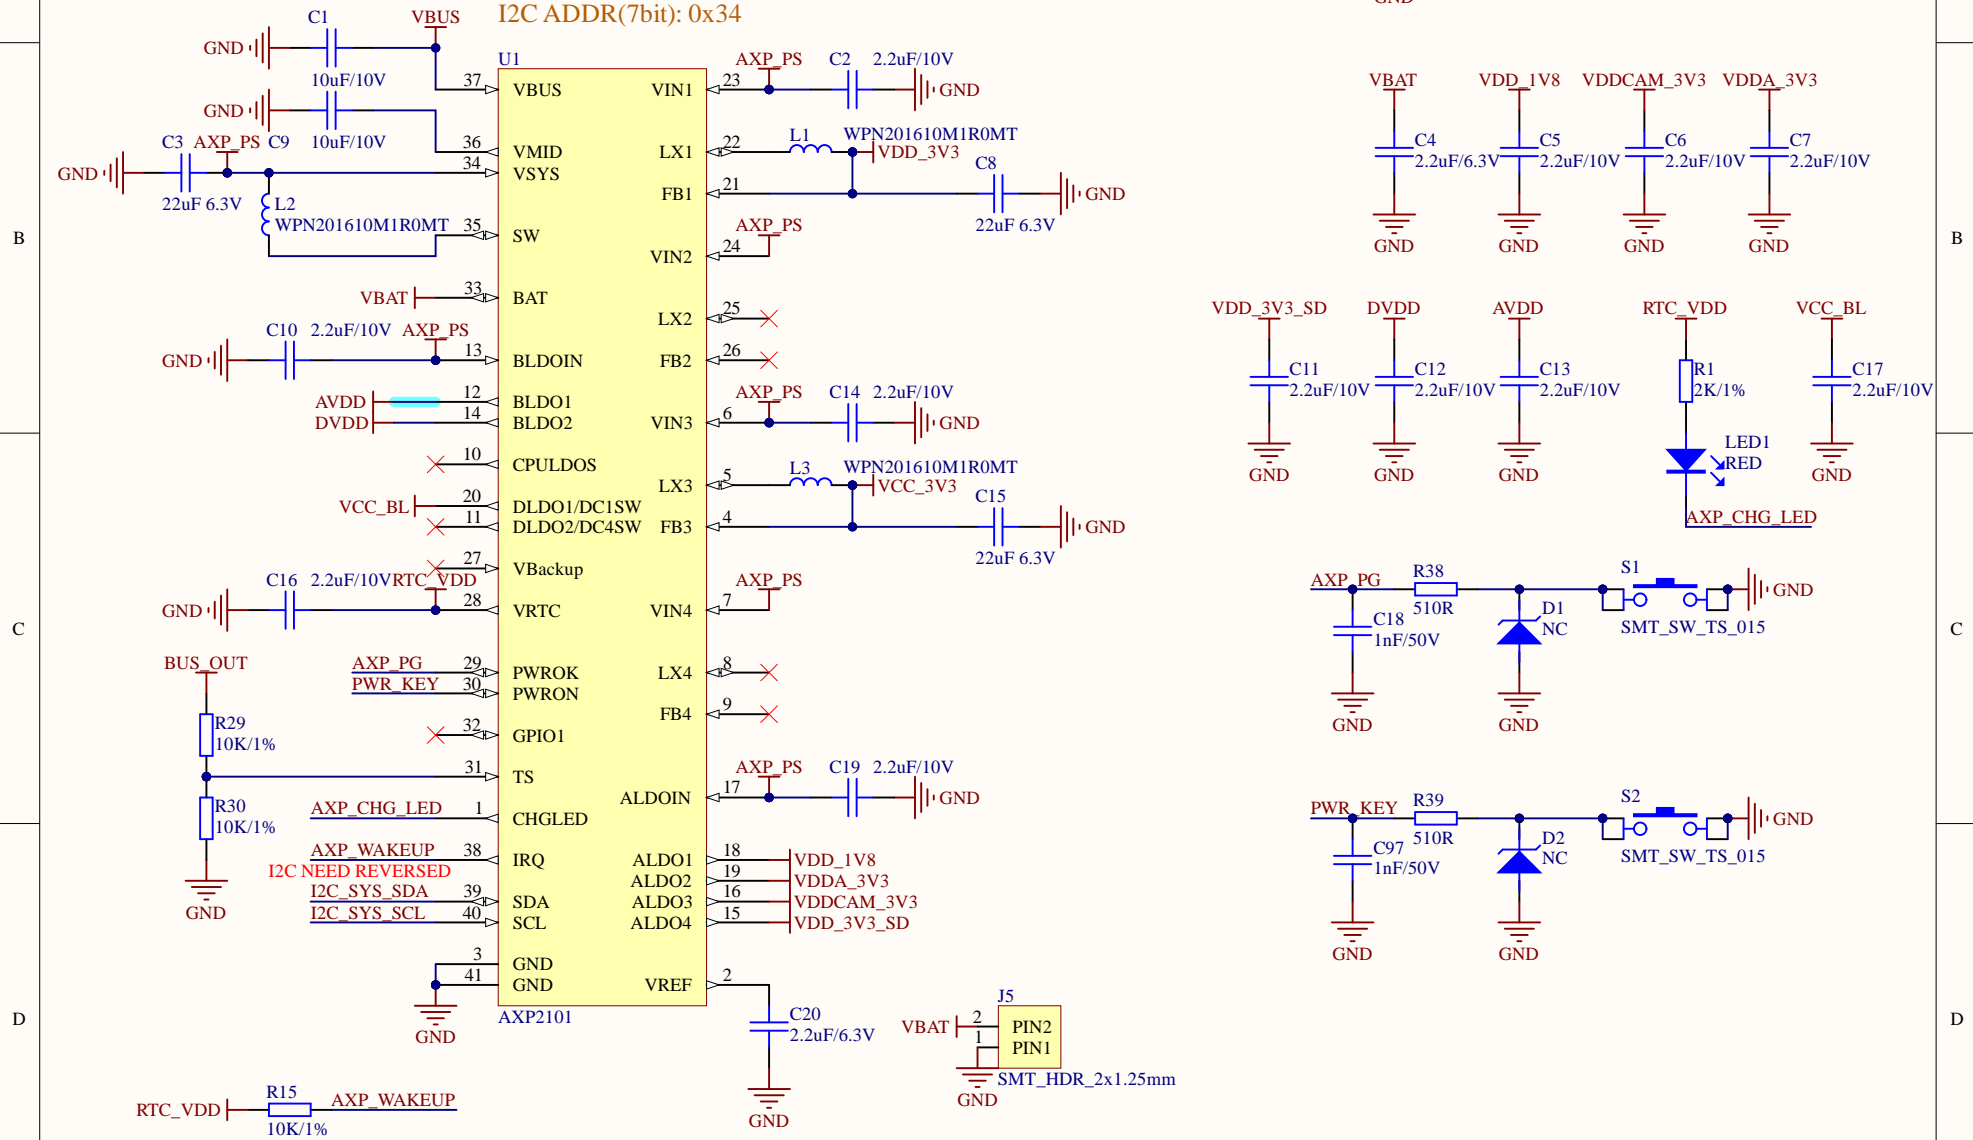 I2C ADDR(7bit): 0x34
GND
C1
VBUS
GND
10uF/10V
GND
C9
10uF/10V
C3
AXP_PS
GND
22uF 6.3V
L2
WPN201610M1R0MT
VBAT
C10
2.2uF/10V
AXP_PS
GND
AVDD
DVDD
VCC_BL
C16
2.2uF/10V
RTC_VDD
GND
BUS_OUT
AXP_PG
PWR_KEY
R29
10K/1%
R30
10K/1%
GND
AXP_CHG_LED
AXP_WAKEUP
I2C NEED REVERSED
I2C_SYS_SDA
I2C_SYS_SCL
GND
RTC_VDD
R15
10K/1%
AXP_WAKEUP
U1
37 VBUS
36 VMID
34 VSYS
35 SW
33 BAT
13 BLDOIN
12 BLDO1
14 BLDO2
10 CPULDOS
20 DLDO1/DC1SW
11 DLDO2/DC4SW
27 VBackup
28 VRTC
29 PWROK
30 PWRON
32 GPIO1
31 TS
1 CHGLED
38 IRQ
39 SDA
40 SCL
3 GND
41 GND
AXP2101
VIN1 23
LX1 22
FB1 21
VIN2 24
LX2 25
FB2 26
VIN3 6
LX3 5
FB3 4
VIN4 7
LX4 8
FB4 9
ALDOIN 17
ALDO1 18
ALDO2 19
ALDO3 16
ALDO4 15
VREF 2
AXP_PS
C2
2.2uF/10V
GND
L1
WPN201610M1R0MT
VDD_3V3
C8
22uF 6.3V
GND
AXP_PS
AXP_PS
C14
2.2uF/10V
GND
L3
WPN201610M1R0MT
VCC_3V3
C15
22uF 6.3V
GND
AXP_PS
AXP_PS
C19
2.2uF/10V
GND
VDD_1V8
VDDA_3V3
VDDCAM_3V3
VDD_3V3_SD
C20
2.2uF/6.3V
GND
J5
VBAT
2 PIN2
1 PIN1
SMT_HDR_2x1.25mm
GND
VBAT
C4
2.2uF/6.3V
GND
VDD_1V8
C5
2.2uF/10V
GND
VDDCAM_3V3
C6
2.2uF/10V
GND
VDDA_3V3
C7
2.2uF/10V
GND
VDD_3V3_SD
C11
2.2uF/10V
GND
DVDD
C12
2.2uF/10V
GND
AVDD
C13
2.2uF/10V
GND
RTC_VDD
R1
2K/1%
LED1
RED
AXP_CHG_LED
VCC_BL
C17
2.2uF/10V
GND
AXP_PG
R38
510R
C18
1nF/50V
GND
D1
NC
GND
S1
SMT_SW_TS_015
GND
PWR_KEY
R39
510R
C97
1nF/50V
GND
D2
NC
GND
S2
SMT_SW_TS_015
GND
B
C
D
B
C
D